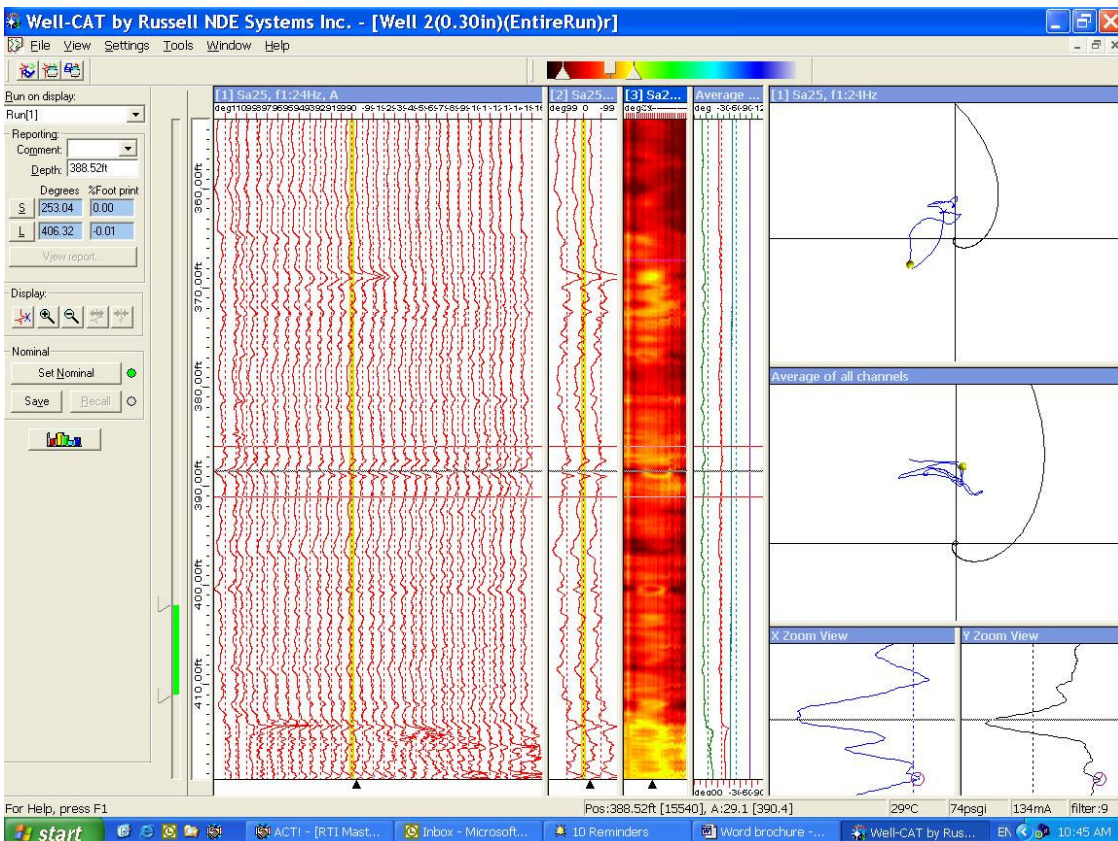 Well-CAT by Russell NDE Systems Inc. - [Well 2(0.30in)(EntireRun)r]
File View Settings Tools Window Help
Run on display:
Run[1]
Reporting:
Comment:
Depth: 388.52ft
Degrees %Foot print
S 253.04 0.00
L 406.32 -0.01
View report...
Display:
Nominal
Set Nominal
Save Recall
[1] Sa25, f1:24Hz, A
[2] Sa25...
deg99 0 -99
[3] Sa2...
Average ...
360.00ft
370.00ft
380.00ft
390.00ft
400.00ft
410.00ft
[1] Sa25, f1:24Hz
Average of all channels
X Zoom View
Y Zoom View
For Help, press F1
Pos:388.52ft [15540], A:29.1 [390.4]
29ºC
74psgi
134mA
filter:9
start
ACT! - [RTI Mast...
Inbox - Microsoft...
10 Reminders
Word brochure -...
Well-CAT by Rus...
EN
10:45 AM